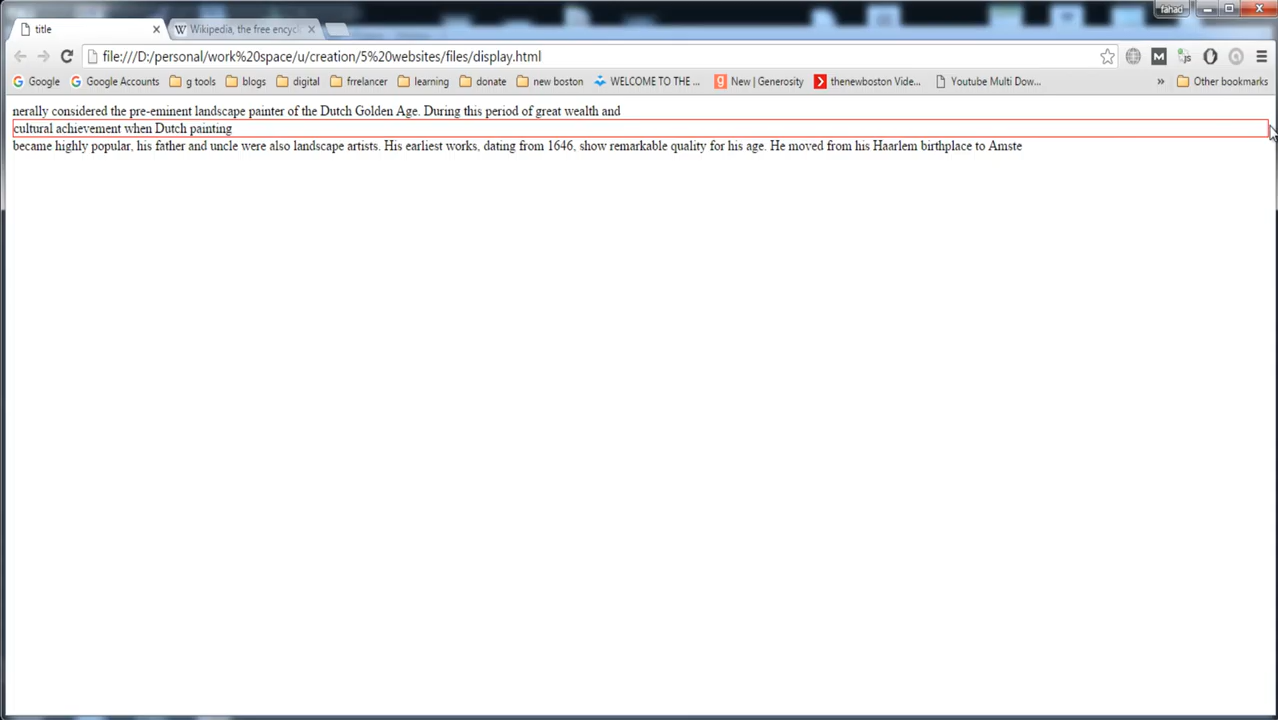 fahad
title
Wikipedia, the free encycl
file:///D:/personal/work%20space/u/creation/5%20websites/files/display.html
Google Google Accounts g tools blogs digital frrelancer learning donate new boston WELCOME TO THE ... New | Generosity thenewboston Vide... Youtube Multi Dow... » Other bookmarks
nerally considered the pre-eminent landscape painter of the Dutch Golden Age. During this period of great wealth and
cultural achievement when Dutch painting
became highly popular, his father and uncle were also landscape artists. His earliest works, dating from 1646, show remarkable quality for his age. He moved from his Haarlem birthplace to Amste